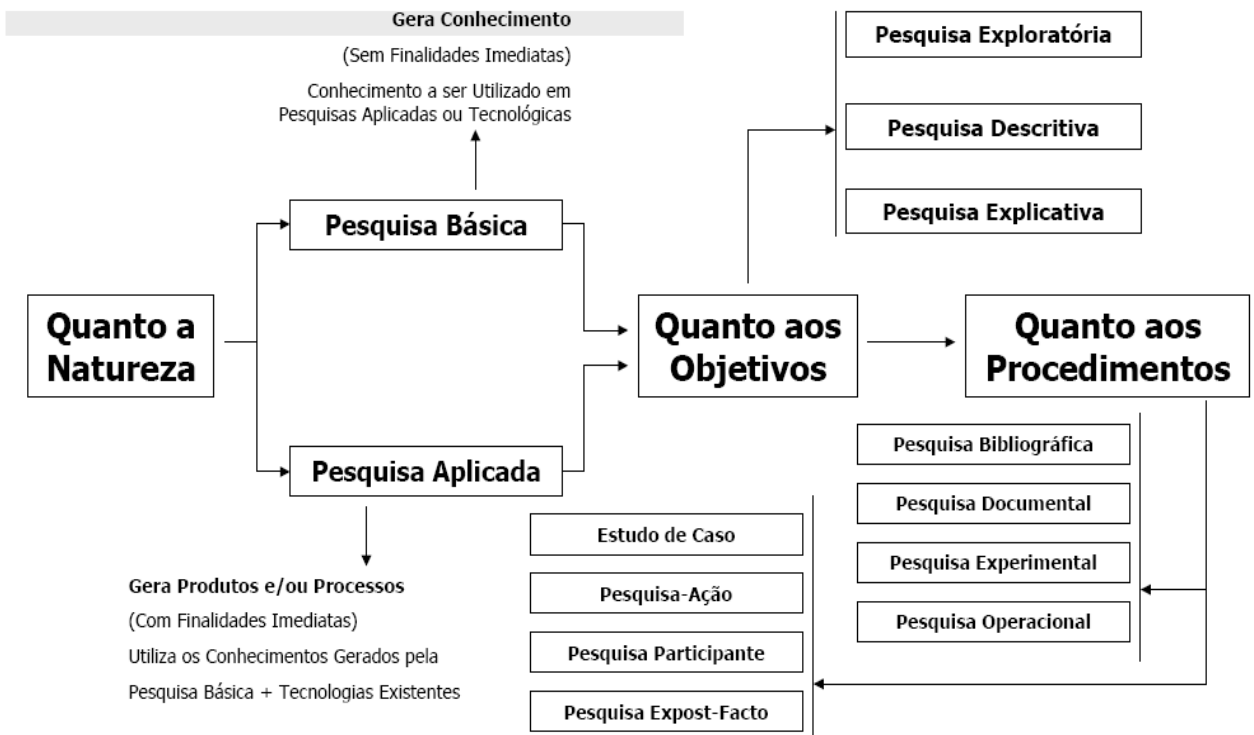 Gera Conhecimento
(Sem Finalidades Imediatas)
Conhecimento a ser Utilizado em
Pesquisas Aplicadas ou Tecnológicas
Pesquisa Exploratória
Pesquisa Descritiva
Pesquisa Explicativa
Pesquisa Básica
Quanto a
Natureza
Quanto aos
Objetivos
Quanto aos
Procedimentos
Pesquisa Aplicada
Gera Produtos e/ou Processos
(Com Finalidades Imediatas)
Utiliza os Conhecimentos Gerados pela
Pesquisa Básica + Tecnologias Existentes
Pesquisa Bibliográfica
Pesquisa Documental
Pesquisa Experimental
Pesquisa Operacional
Estudo de Caso
Pesquisa-Ação
Pesquisa Participante
Pesquisa Expost-Facto